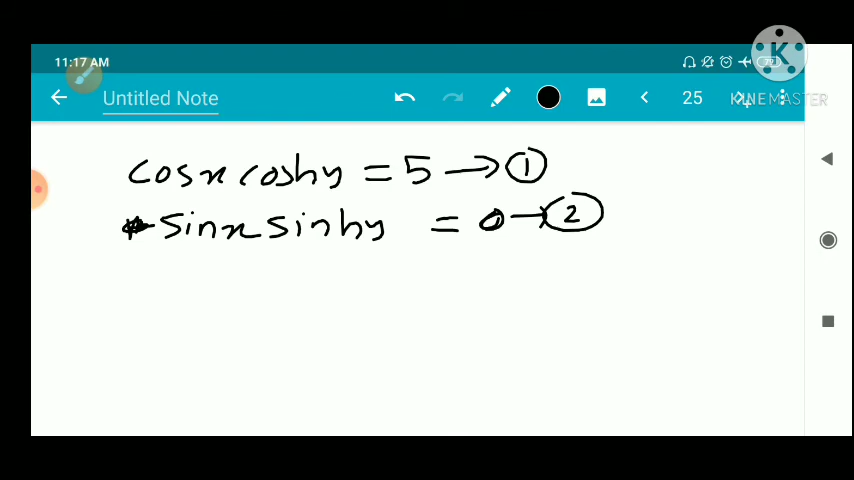 11:17 AM
Untitled Note
25
KINEMASTER
K
cosx coshy = 5 → ①
sinx sinhy = 0 → ②